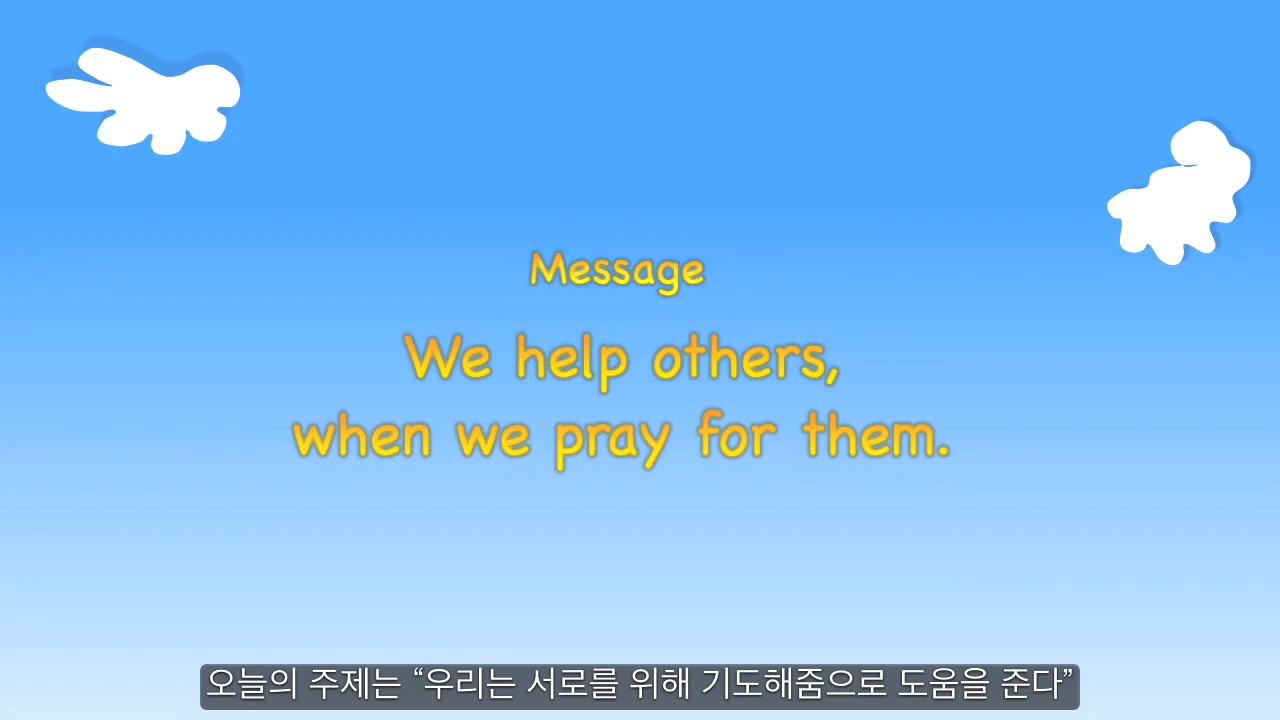 Message
We help others,
when we pray for them.
오늘의 주제는 “우리는 서로를 위해 기도해줌으로 도움을 준다”